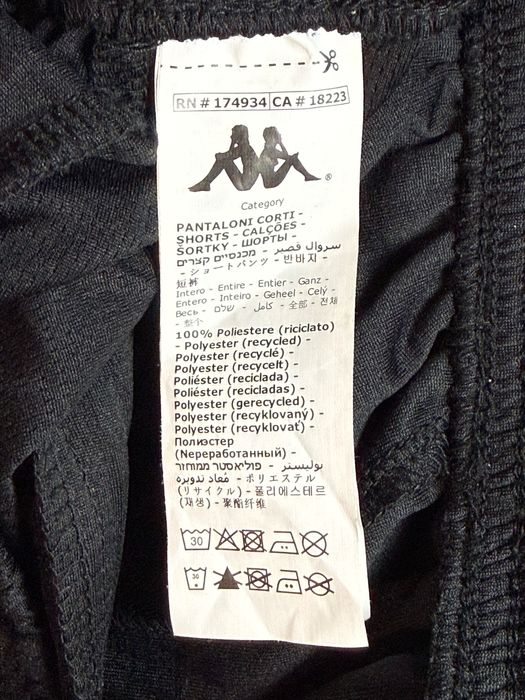 RN # 174934 CA # 18223
®
Category
PANTALONI CORTI -
SHORTS - CALÇÕES -
ŠORTKY - ШОРТЫ -
سروال قصير - מכנסיים קצרים
- ショートパンツ - 반바지 -
短裤
Intero - Entire - Entier - Ganz -
Entero - Inteiro - Geheel - Celý -
Весь - שלם - كامل - 全部 - 전체
- 整个
100% Poliestere (riciclato)
- Polyester (recycled) -
Polyester (recyclé) -
Polyester (recycelt) -
Poliéster (reciclada) -
Poliéster (recicladas) -
Polyester (gerecycled) -
Polyester (recyklovaný) -
Polyester (recyklovať) -
Полиэстер
(Nереработанный) -
بوليستر - פוליאסטר ממוחזר
- مُعاد تدويره - ポリエステル
(リサイクル) - 폴리에스테르
(재생) - 聚酯纤维
30
30